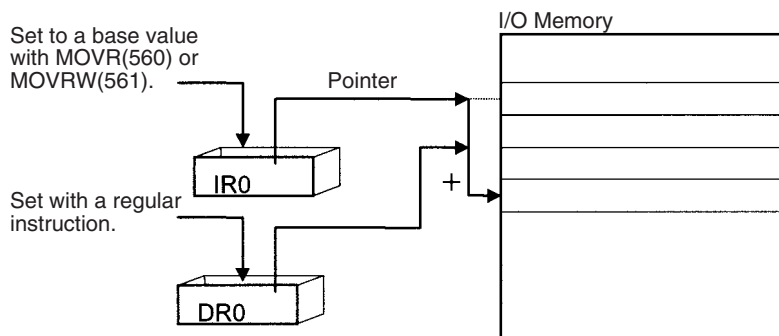 I/O Memory
Set to a base value
with MOVR(560) or
MOVRW(561).
Pointer
IR0
+
Set with a regular
instruction.
DR0